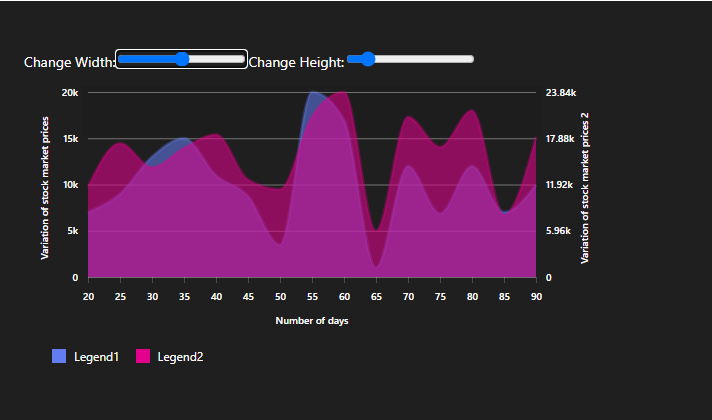 Change Width: Change Height:
20k 23.84k
15k 17.88k
10k 11.92k
5k 5.96k
0 0
Variation of stock market prices
Variation of stock market prices 2
20 25 30 35 40 45 50 55 60 65 70 75 80 85 90
Number of days
Legend1 Legend2